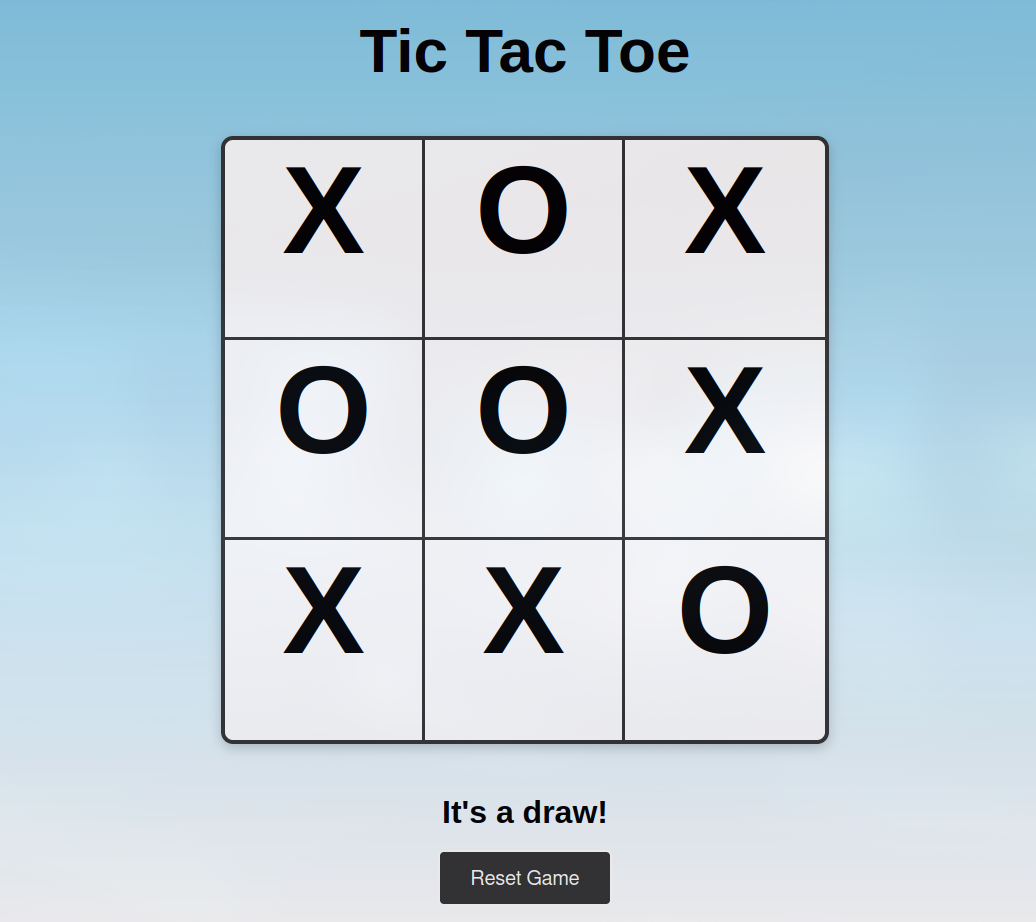 Tic Tac Toe
X O X
O O X
X X O
It's a draw!
Reset Game